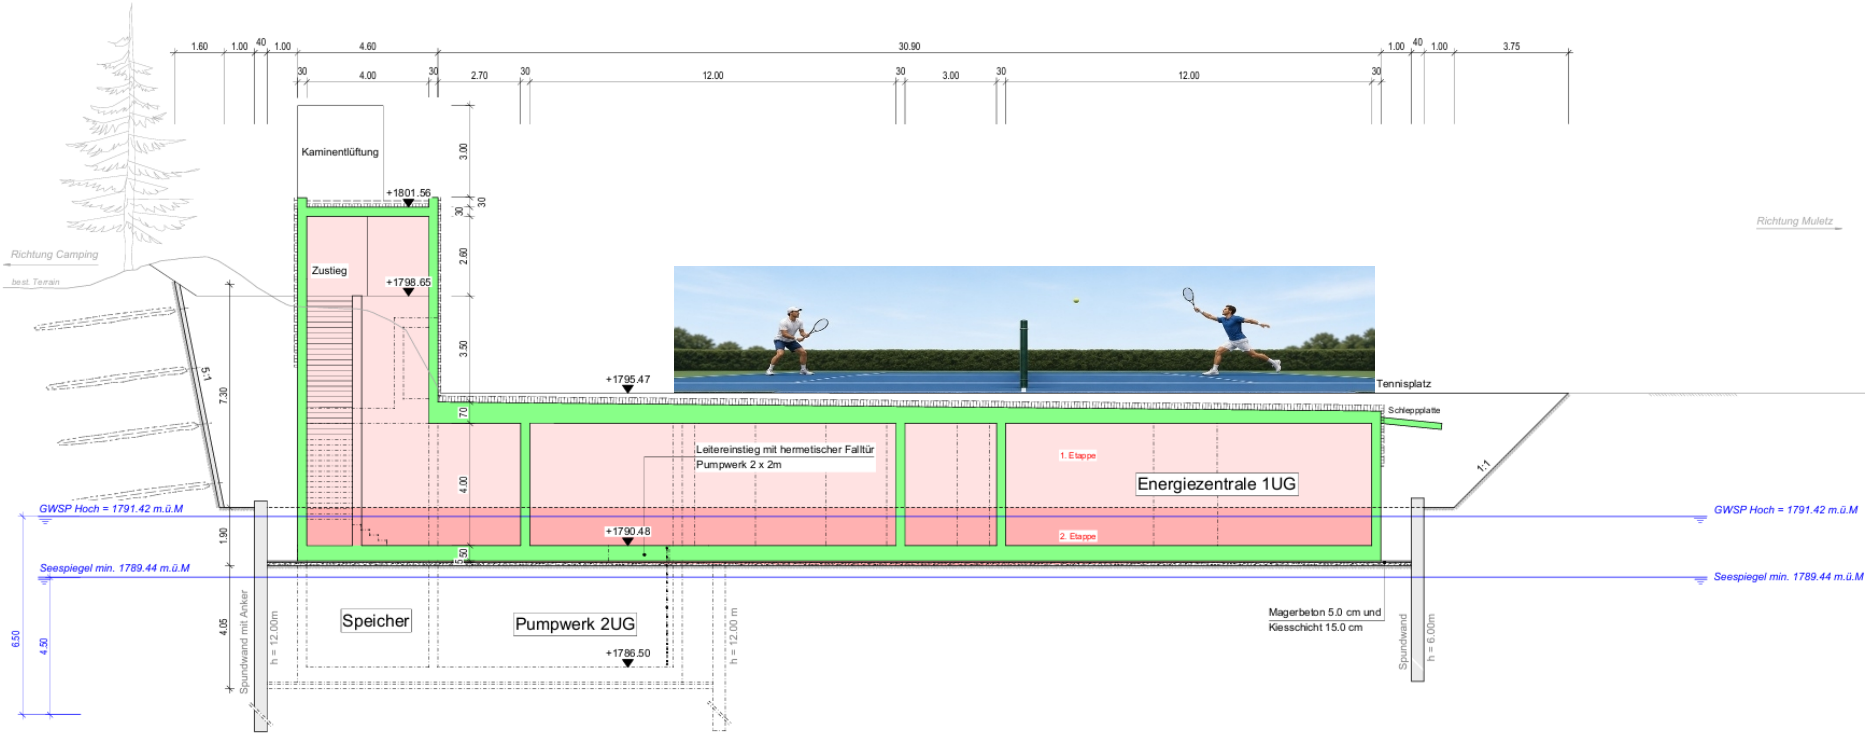 1.60
1.00
40
1.00
4.60
30.90
1.00
40
1.00
3.75
30
4.00
30
2.70
30
12.00
30
3.00
30
12.00
30
Kaminentlüftung
3.00
+1801.56
30
30
Richtung Muletz
Richtung Camping
best. Terrain
Zustieg
2.60
+1798.65
3.50
5:1
7.30
+1795.47
Tennisplatz
70
Schleppplatte
Leitereinstieg mit hermetischer Falltür
Pumpwerk 2 x 2m
1. Etappe
1:1
4.00
Energiezentrale 1UG
GWSP Hoch = 1791.42 m.ü.M
GWSP Hoch = 1791.42 m.ü.M
1.90
+1790.48
2. Etappe
50
5
Seespiegel min. 1789.44 m.ü.M
Seespiegel min. 1789.44 m.ü.M
Speicher
Pumpwerk 2UG
Magerbeton 5.0 cm und
Kiesschicht 15.0 cm
4.05
6.50
4.50
Spundwand mit Anker
h = 12.00m
h = 12.00 m
Spundwand
h = 6.00m
+1786.50